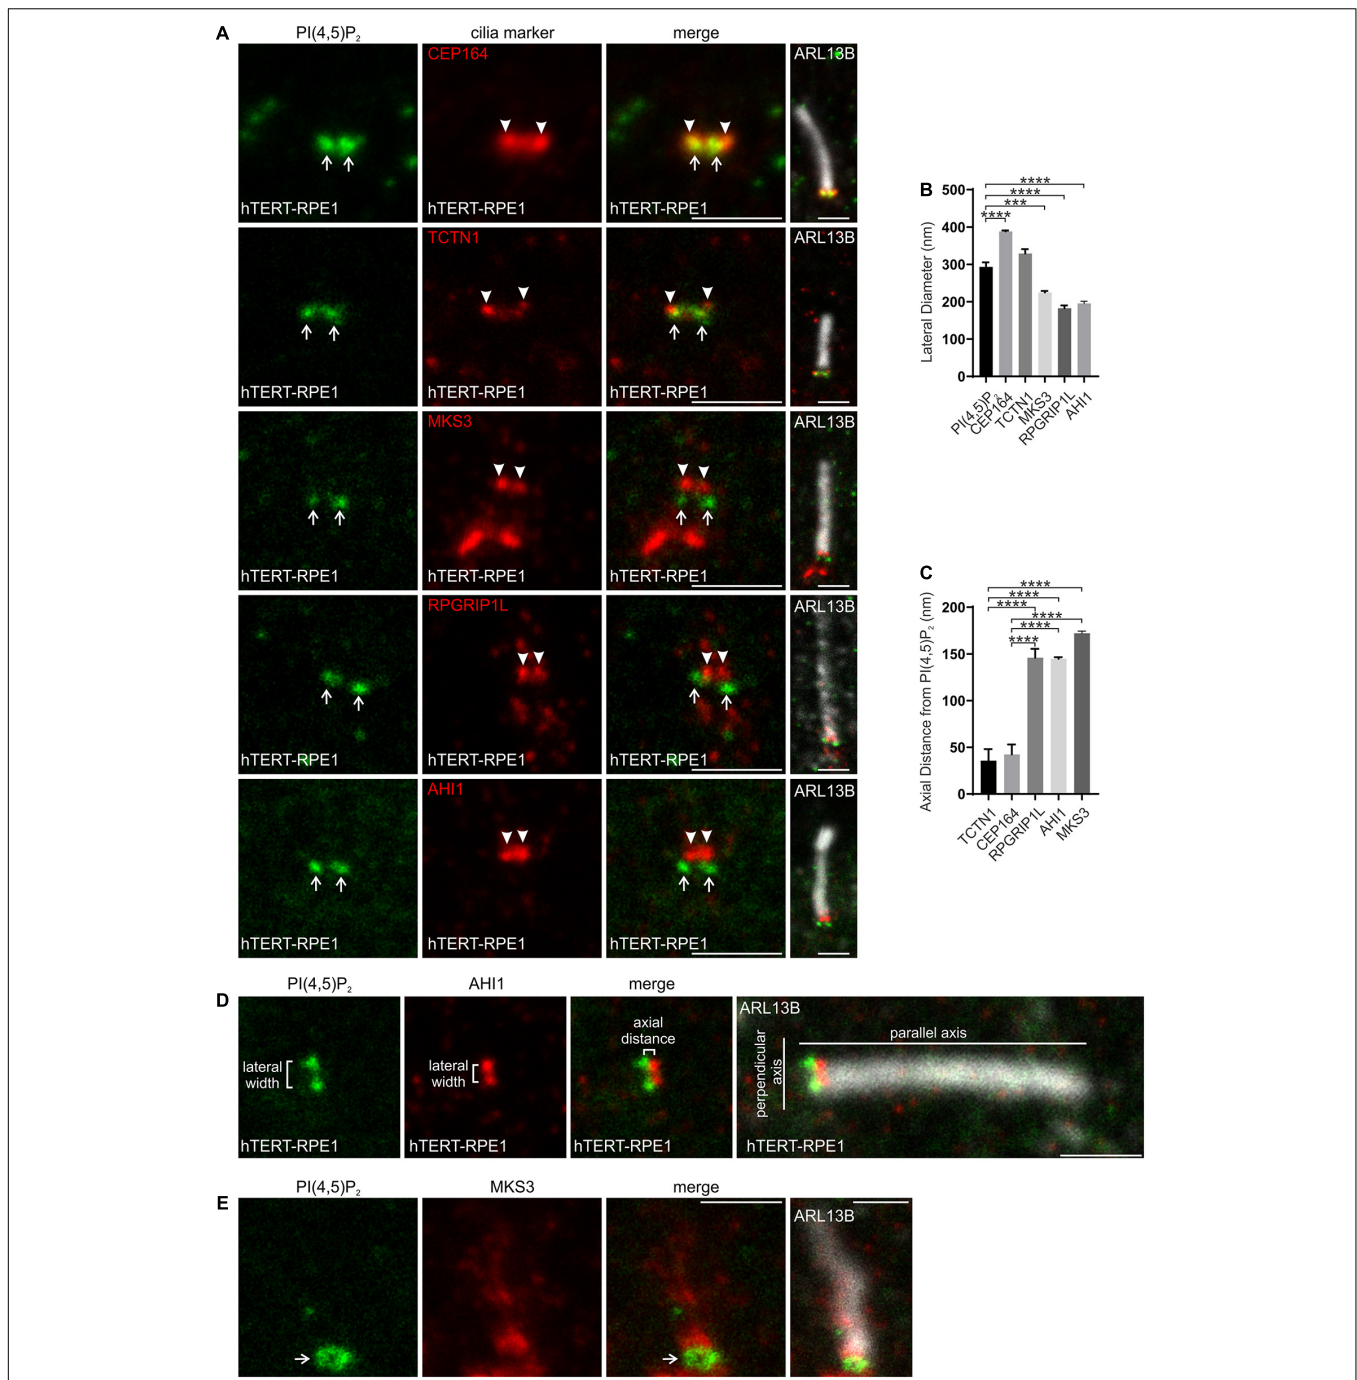 A
PI(4,5)P₂ cilia marker merge
CEP164 ARL13B
hTERT-RPE1 hTERT-RPE1 hTERT-RPE1
TCTN1 ARL13B
hTERT-RPE1 hTERT-RPE1 hTERT-RPE1
MKS3 ARL13B
hTERT-RPE1 hTERT-RPE1 hTERT-RPE1
RPGRIP1L ARL13B
hTERT-RPE1 hTERT-RPE1 hTERT-RPE1
AHI1 ARL13B
hTERT-RPE1 hTERT-RPE1 hTERT-RPE1
B
Lateral Diameter (nm)
500
400
300
200
100
0
****
****
***
****
PI(4,5)P₂
CEP164
TCTN1
MKS3
RPGRIP1L
AHI1
C
Axial Distance from PI(4,5)P₂ (nm)
200
150
100
50
0
****
****
****
****
****
****
TCTN1
CEP164
RPGRIP1L
AHI1
MKS3
D
PI(4,5)P₂ AHI1 merge
lateral
width
hTERT-RPE1
lateral
width
hTERT-RPE1
axial
distance
hTERT-RPE1
ARL13B
parallel axis
perpendicular
axis
hTERT-RPE1
E
PI(4,5)P₂ MKS3 merge
ARL13B